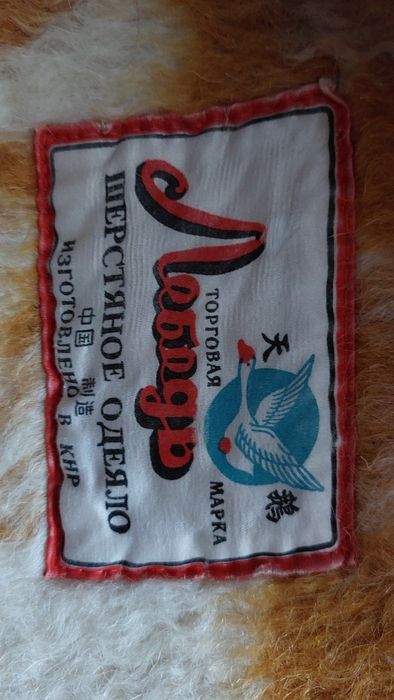 天 鹅
ТОРГОВАЯ МАРКА
Лебедь
ШЕРСТЯНОЕ ОДЕЯЛО
中国 制造
ИЗГОТОВЛЕНО В КНР